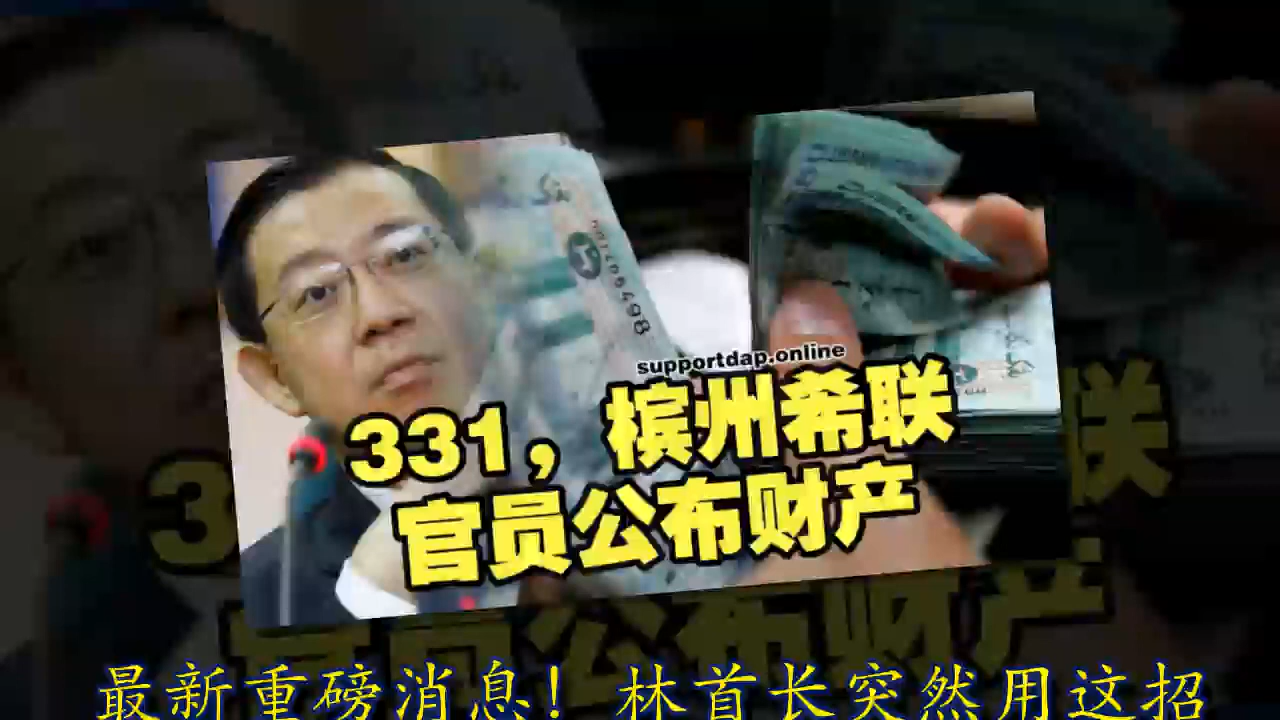 supportdap.online
331，槟州希联
官员公布财产
最新重磅消息！林首长突然用这招